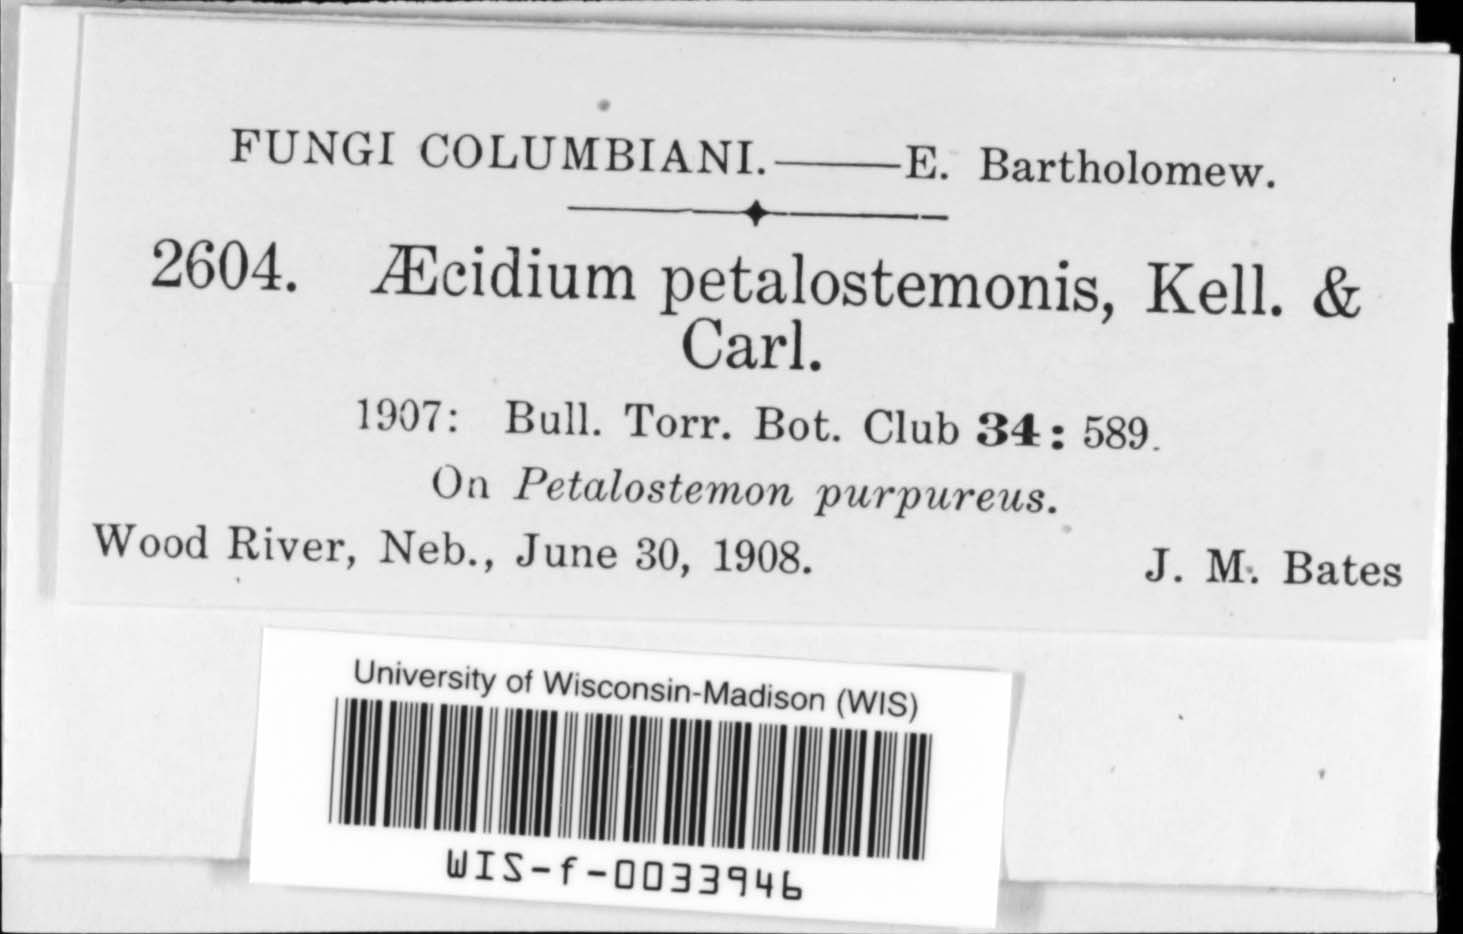 FUNGI COLUMBIANI.——E. Bartholomew.
2604. Æcidium petalostemonis, Kell. &
Carl.
1907: Bull. Torr. Bot. Club 34: 589.
On Petalostemon purpureus.
Wood River, Neb., June 30, 1908. J. M. Bates
University of Wisconsin-Madison (WIS)
WIS-f-0033946